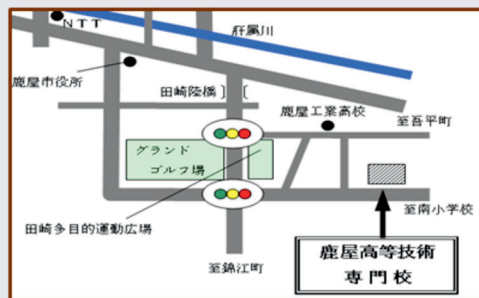 NTT
肝属川
鹿屋市役所
田崎陸橋
鹿屋工業高校
至吾平町
グランド
ゴルフ場
至南小学校
田崎多目的運動広場
鹿屋高等技術
専門校
至錦江町